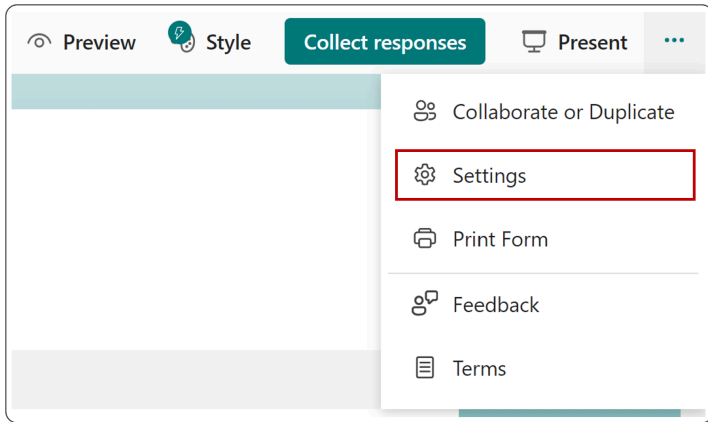 Preview Style Collect responses Present ...
Collaborate or Duplicate
Settings
Print Form
Feedback
Terms